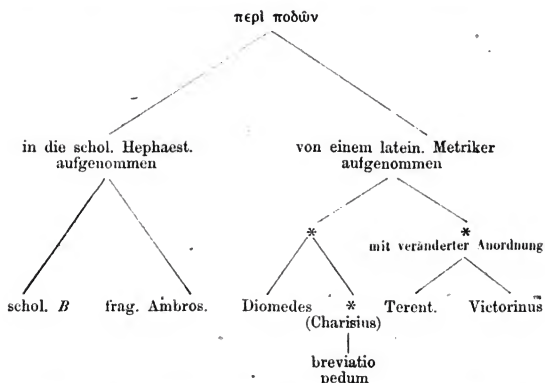 περὶ ποδῶν
in die schol. Hephaest.
aufgenommen
von einem latein. Metriker
aufgenommen
*
*
mit veränderter Anordnung
schol. B
frag. Ambros.
Diomedes
*
(Charisius)
Terent.
Victorinus
breviatio
pedum